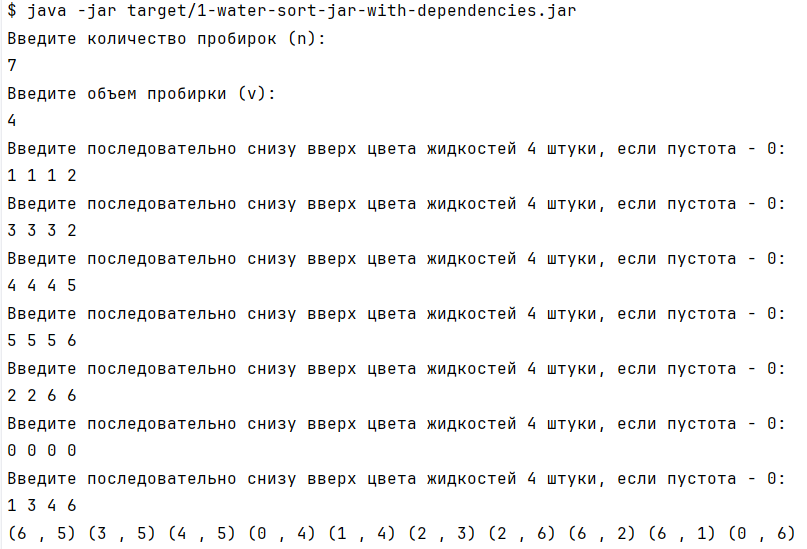 $ java -jar target/1-water-sort-jar-with-dependencies.jar
Введите количество пробирок (n):
7
Введите объем пробирки (v):
4
Введите последовательно снизу вверх цвета жидкостей 4 штуки, если пустота - 0:
1 1 1 2
Введите последовательно снизу вверх цвета жидкостей 4 штуки, если пустота - 0:
3 3 3 2
Введите последовательно снизу вверх цвета жидкостей 4 штуки, если пустота - 0:
4 4 4 5
Введите последовательно снизу вверх цвета жидкостей 4 штуки, если пустота - 0:
5 5 5 6
Введите последовательно снизу вверх цвета жидкостей 4 штуки, если пустота - 0:
2 2 6 6
Введите последовательно снизу вверх цвета жидкостей 4 штуки, если пустота - 0:
0 0 0 0
Введите последовательно снизу вверх цвета жидкостей 4 штуки, если пустота - 0:
1 3 4 6
(6 , 5) (3 , 5) (4 , 5) (0 , 4) (1 , 4) (2 , 3) (2 , 6) (6 , 2) (6 , 1) (0 , 6)